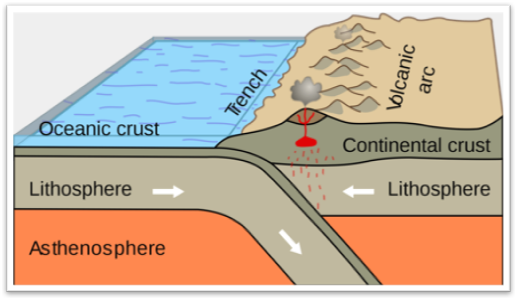 Trench
Volcanic
arc
Oceanic crust
Continental crust
Lithosphere
Lithosphere
Asthenosphere